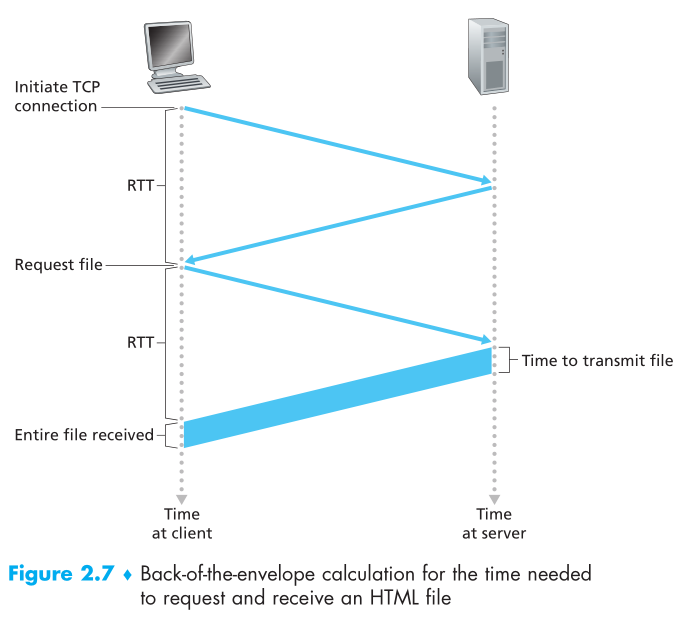 Initiate TCP
connection
RTT
Request file
RTT
Time to transmit file
Entire file received
Time
at client
Time
at server
Figure 2.7 ♦ Back-of-the-envelope calculation for the time needed
to request and receive an HTML file